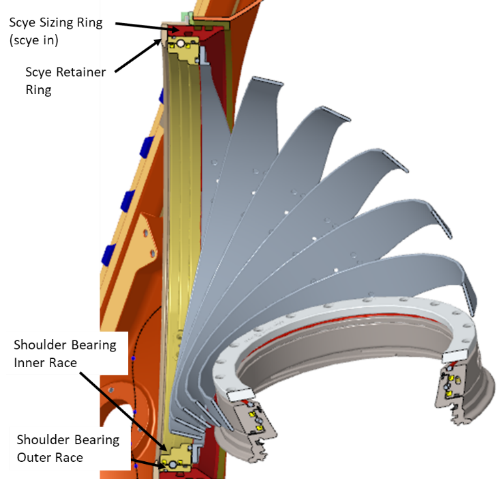 Scye Sizing Ring
(scye in)
Scye Retainer
Ring
Shoulder Bearing
Inner Race
Shoulder Bearing
Outer Race